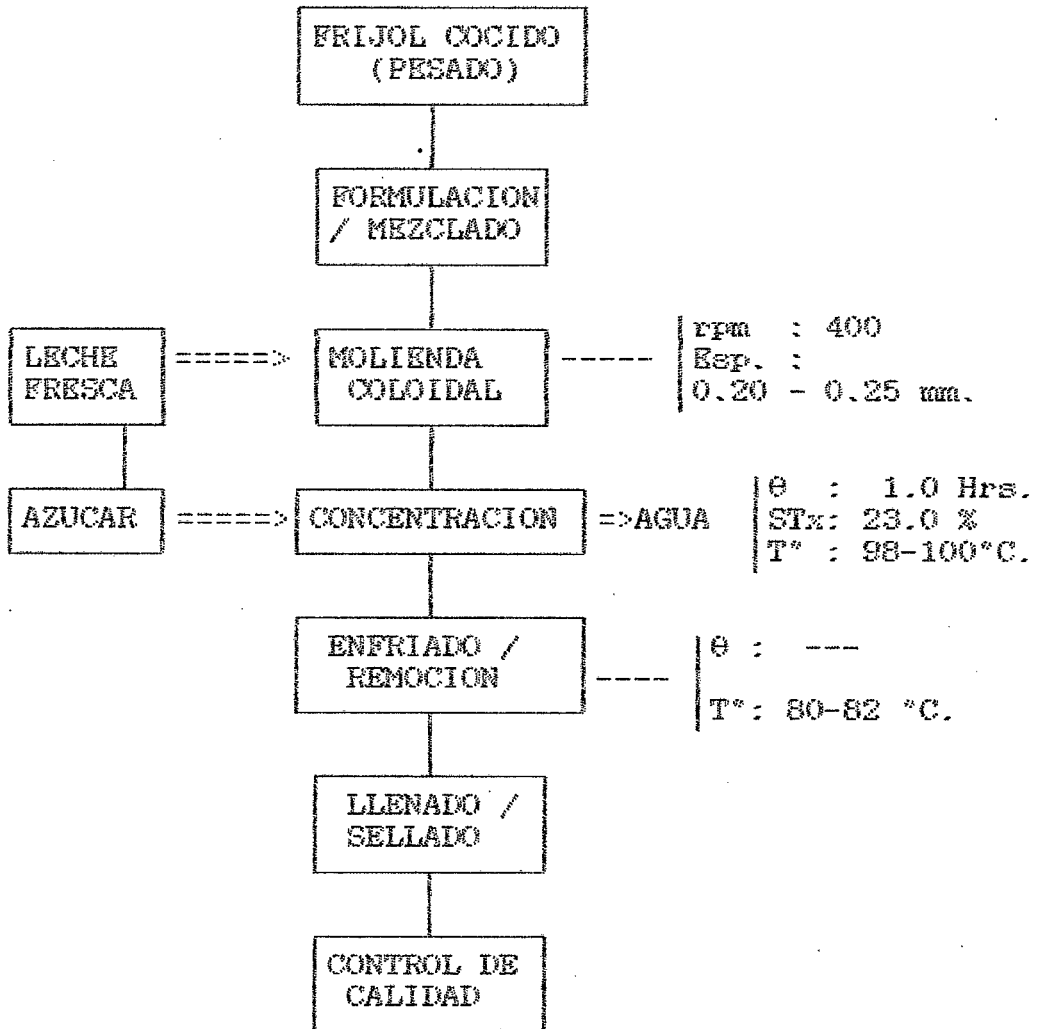 FRIJOL COCIDO
(PESADO)
FORMULACION
/ MEZCLADO
LECHE
FRESCA
=====>
MOLIENDA
COLOIDAL
-----
rpm : 400
Esp. :
0.20 - 0.25 mm.
AZUCAR
=====>
CONCENTRACION
=>AGUA
θ : 1.0 Hrs.
STx: 23.0 %
T° : 98-100°C.
ENFRIADO /
REMOCION
----
θ : ---
T°: 80-82 °C.
LLENADO /
SELLADO
CONTROL DE
CALIDAD